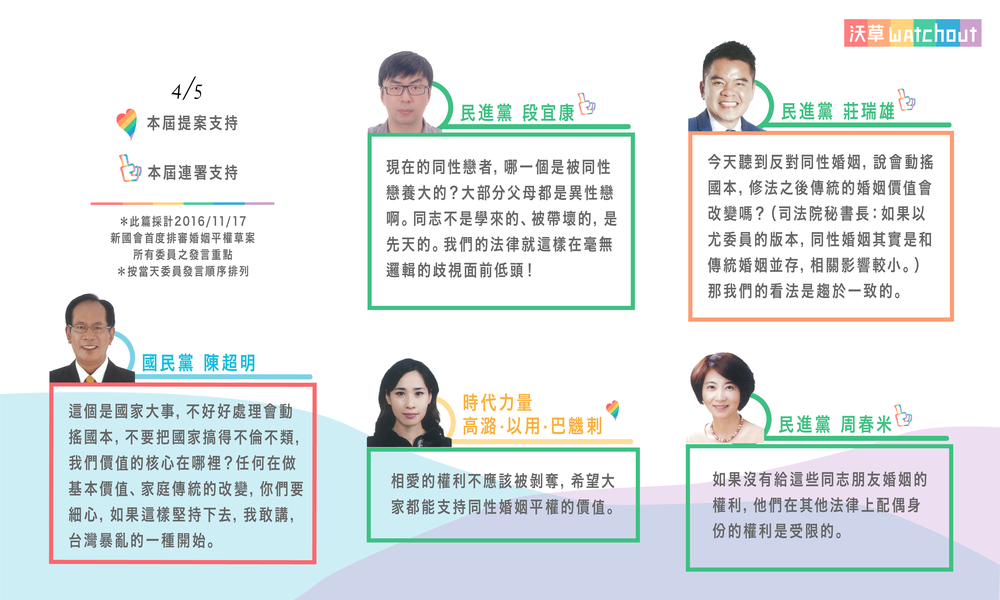 沃草 watchout
4/5
本屆提案支持
本屆連署支持
＊此篇採計2016/11/17
新國會首度排審婚姻平權草案
所有委員之發言重點
＊按當天委員發言順序排列
民進黨 段宜康
現在的同性戀者，哪一個是被同性
戀養大的？大部分父母都是異性戀
啊。同志不是學來的、被帶壞的，是
先天的。我們的法律就這樣在毫無
邏輯的歧視面前低頭！
民進黨 莊瑞雄
今天聽到反對同性婚姻，說會動搖
國本，修法之後傳統的婚姻價值會
改變嗎？（司法院秘書長：如果以
尤委員的版本，同性婚姻其實是和
傳統婚姻並存，相關影響較小。）
那我們的看法是趨於一致的。
國民黨 陳超明
這個是國家大事，不好好處理會動
搖國本，不要把國家搞得不倫不類，
我們價值的核心在哪裡？任何在做
基本價值、家庭傳統的改變，你們要
細心，如果這樣堅持下去，我敢講，
台灣暴亂的一種開始。
時代力量
高潞·以用·巴魕剌
相愛的權利不應該被剝奪，希望大
家都能支持同性婚姻平權的價值。
民進黨 周春米
如果沒有給這些同志朋友婚姻的
權利，他們在其他法律上配偶身
份的權利是受限的。